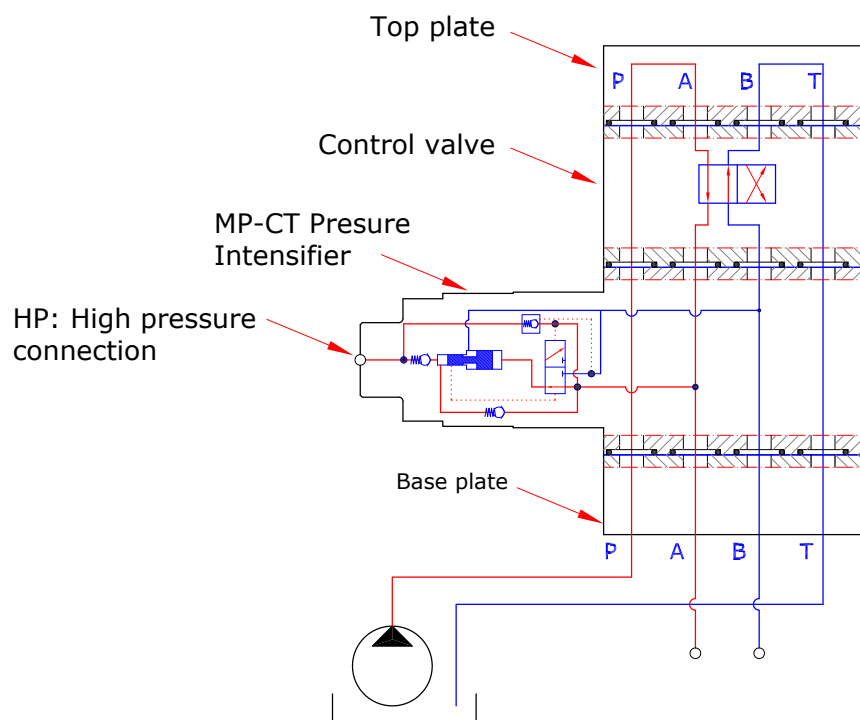 Top plate
P A B T
Control valve
MP-CT Presure
Intensifier
HP: High pressure
connection
Base plate
P A B T